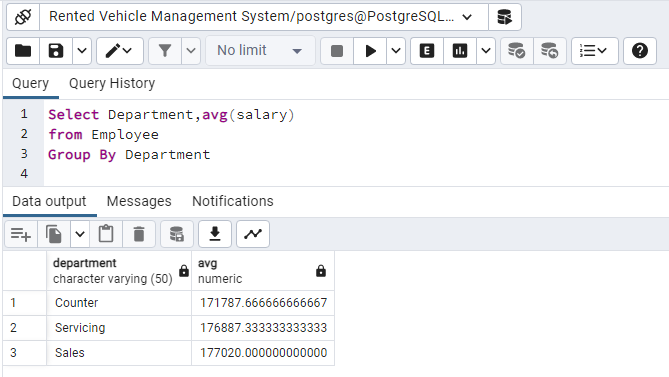 Rented Vehicle Management System/postgres@PostgreSQL...
No limit
E
Query Query History
1 Select Department,avg(salary)
2 from Employee
3 Group By Department
4
Data output Messages Notifications
department avg
character varying (50) numeric
1 Counter 171787.666666666667
2 Servicing 176887.333333333333
3 Sales 177020.000000000000